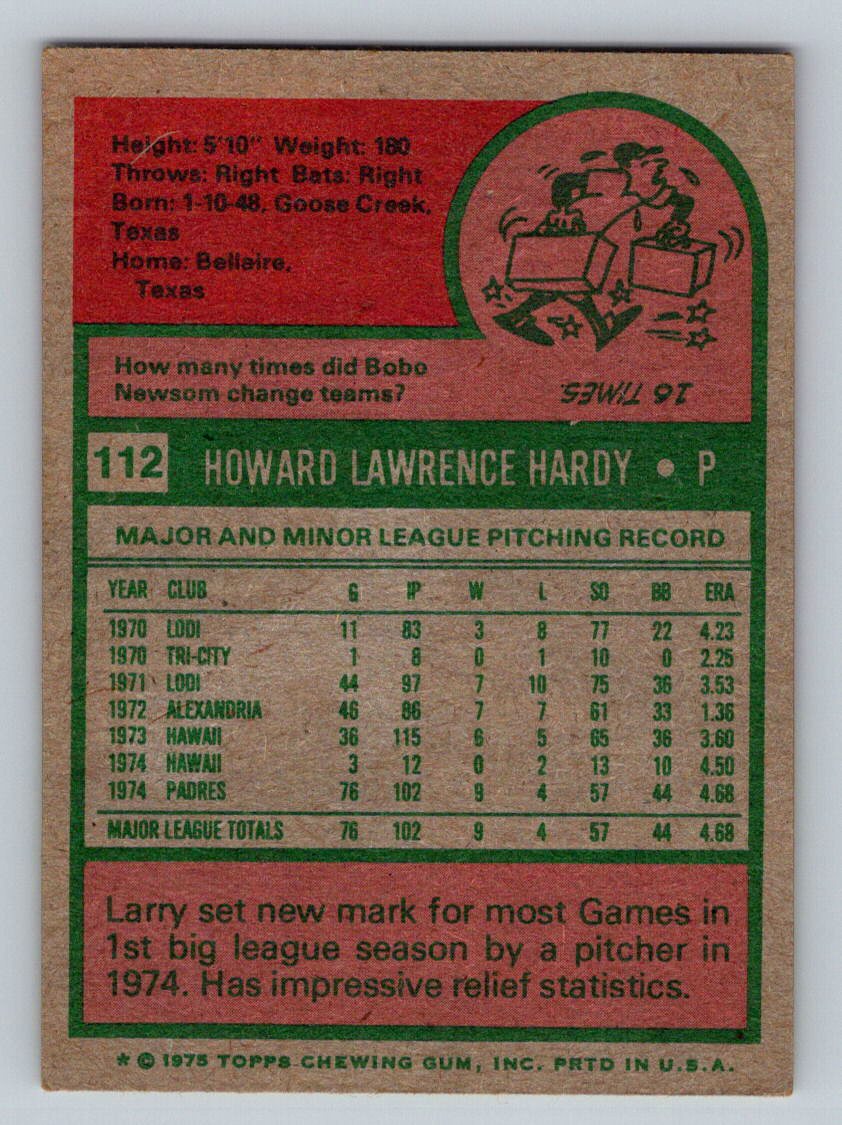 Height: 5'10" Weight: 180
Throws: Right Bats: Right
Born: 1-10-48, Goose Creek,
Texas
Home: Bellaire,
Texas
How many times did Bobo
Newsom change teams?
16 TIMES.
112 HOWARD LAWRENCE HARDY • P
MAJOR AND MINOR LEAGUE PITCHING RECORD
YEAR CLUB G IP W L SO BB ERA
1970 LODI 11 83 3 8 77 22 4.23
1970 TRI-CITY 1 8 0 1 10 0 2.25
1971 LODI 44 97 7 10 75 36 3.53
1972 ALEXANDRIA 46 86 7 7 61 33 1.36
1973 HAWAII 36 115 6 5 65 36 3.60
1974 HAWAII 3 12 0 2 13 10 4.50
1974 PADRES 76 102 9 4 57 44 4.68
MAJOR LEAGUE TOTALS 76 102 9 4 57 44 4.68
Larry set new mark for most Games in
1st big league season by a pitcher in
1974. Has impressive relief statistics.
* © 1975 TOPPS CHEWING GUM, INC. PRTD IN U.S.A.